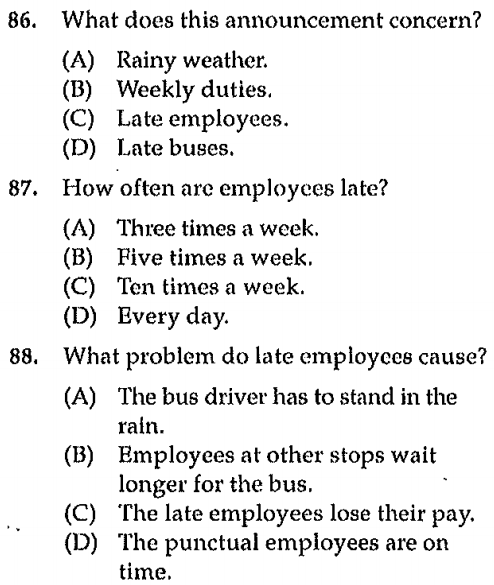 86. What does this announcement concern?
(A) Rainy weather.
(B) Weekly duties.
(C) Late employees.
(D) Late buses.
87. How often are employees late?
(A) Three times a week.
(B) Five times a week.
(C) Ten times a week.
(D) Every day.
88. What problem do late employees cause?
(A) The bus driver has to stand in the
rain.
(B) Employees at other stops wait
longer for the bus.
(C) The late employees lose their pay.
(D) The punctual employees are on
time.